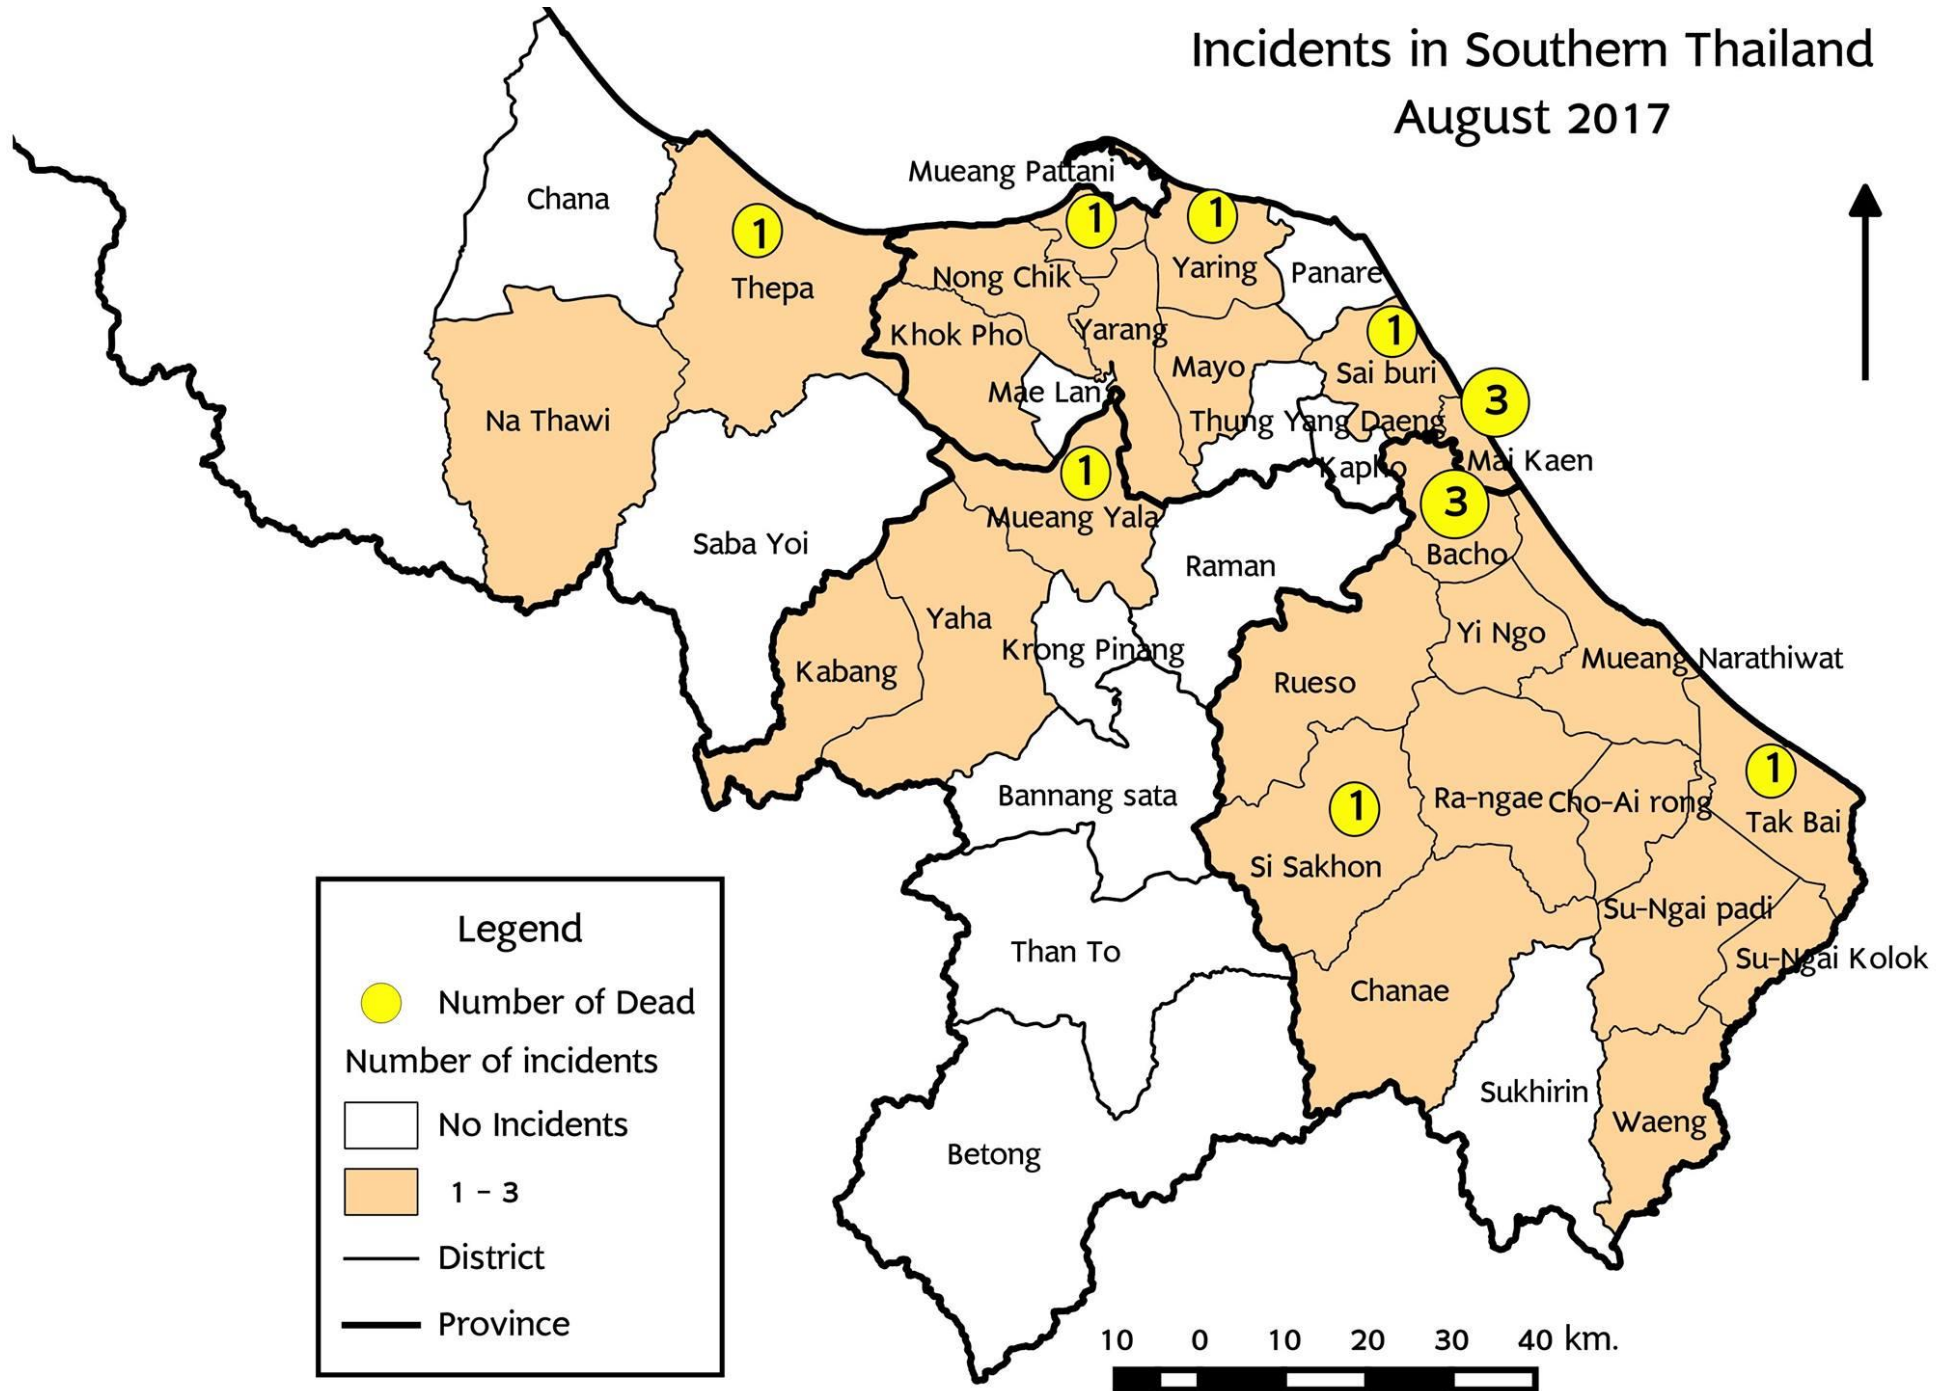 Incidents in Southern Thailand
August 2017
Mueang Pattani
Chana
1
1
1
Nong Chik
Yaring
Panare
Thepa
Khok Pho
Yarang
1
Mayo
Sai buri
Mae Lan
3
Na Thawi
Thung Yang Daeng
1
Kapho
Mai Kaen
3
Mueang Yala
Saba Yoi
Bacho
Raman
Yaha
Yi Ngo
Krong Pinang
Mueang Narathiwat
Kabang
Rueso
1
1
Bannang sata
Ra-ngae
Cho-Ai rong
Tak Bai
Si Sakhon
Su-Ngai padi
Than To
Su-Ngai Kolok
Chanae
Sukhirin
Waeng
Betong
Legend
Number of Dead
Number of incidents
No Incidents
1 - 3
District
Province
10 0 10 20 30 40 km.